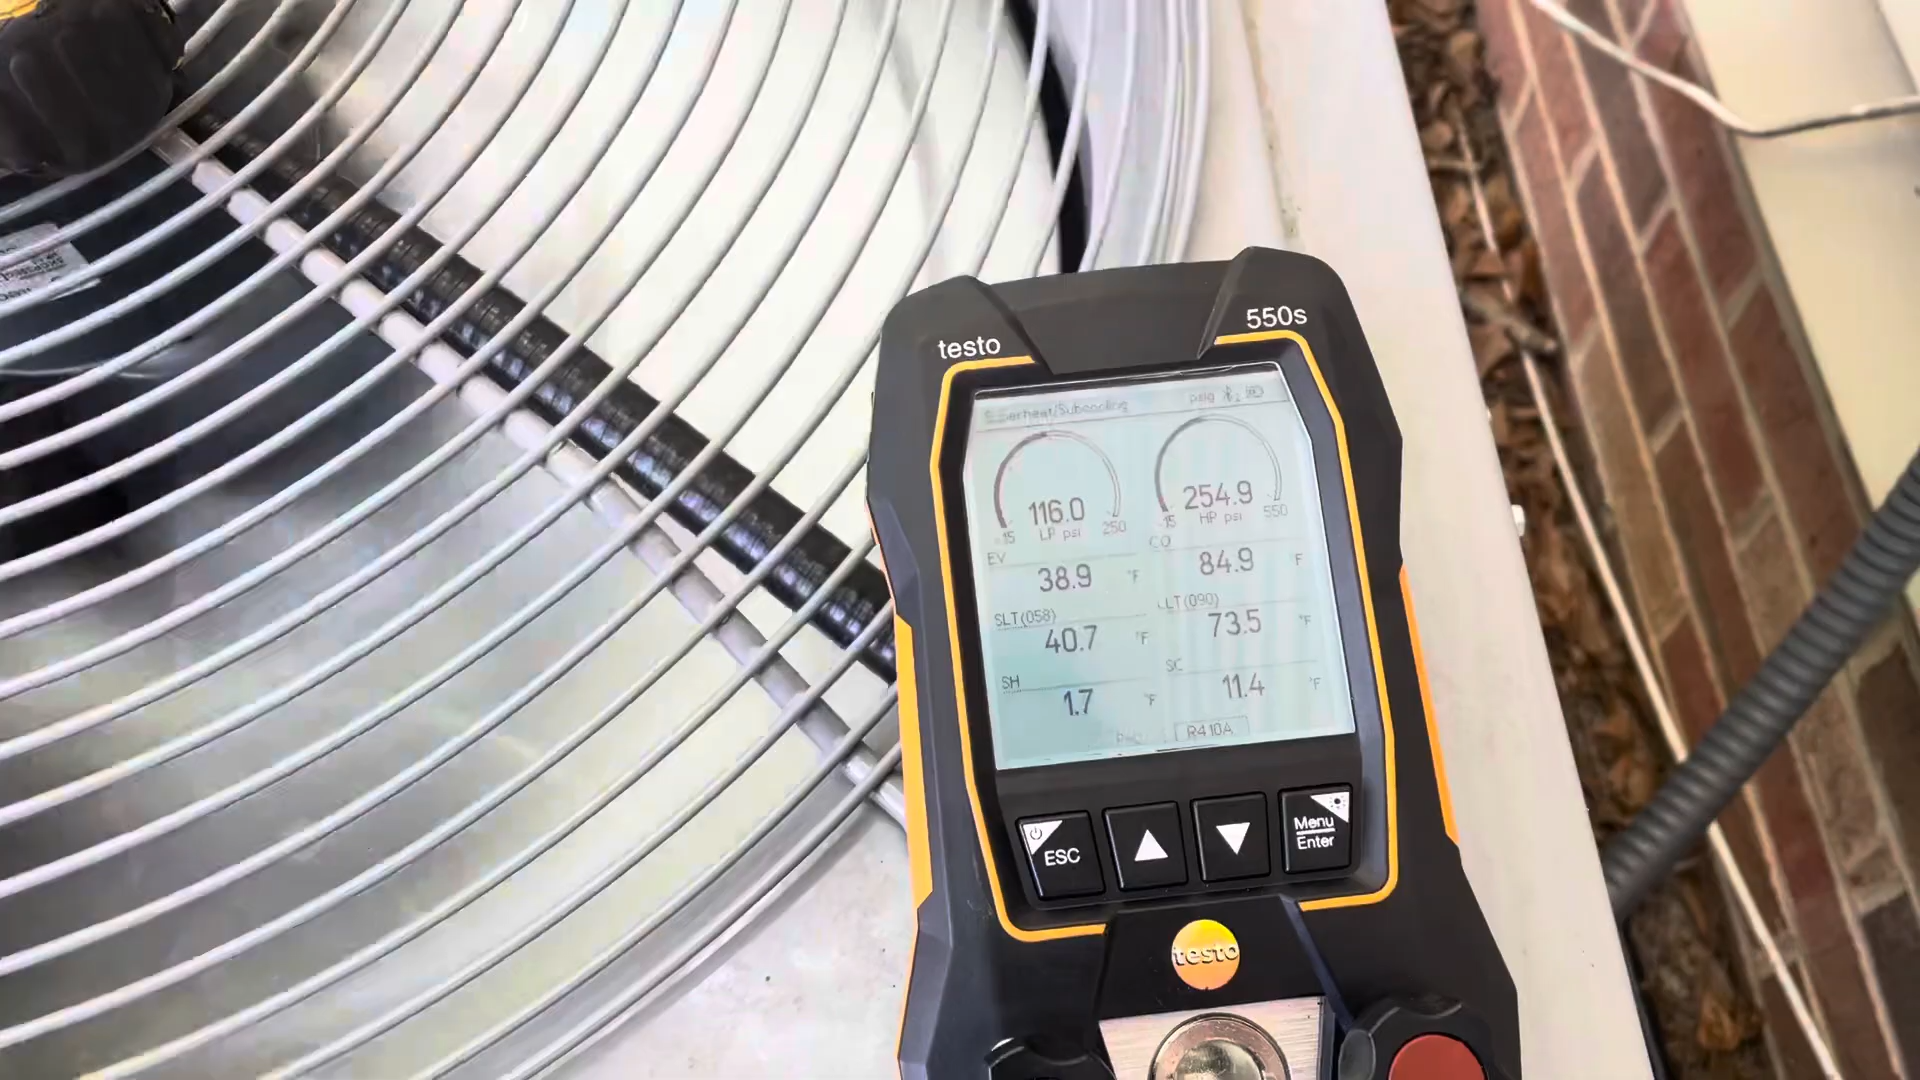 testo
550s
Superheat/Subcooling psig
116.0
-15 LP psi 250
254.9
-15 HP psi 550
EV
38.9 °F
CO
84.9 F
SLT(058)
40.7 °F
LLT(090)
73.5 °F
SH
1.7 °F
SC
11.4 °F
R410A
ESC
Menu
Enter
testo